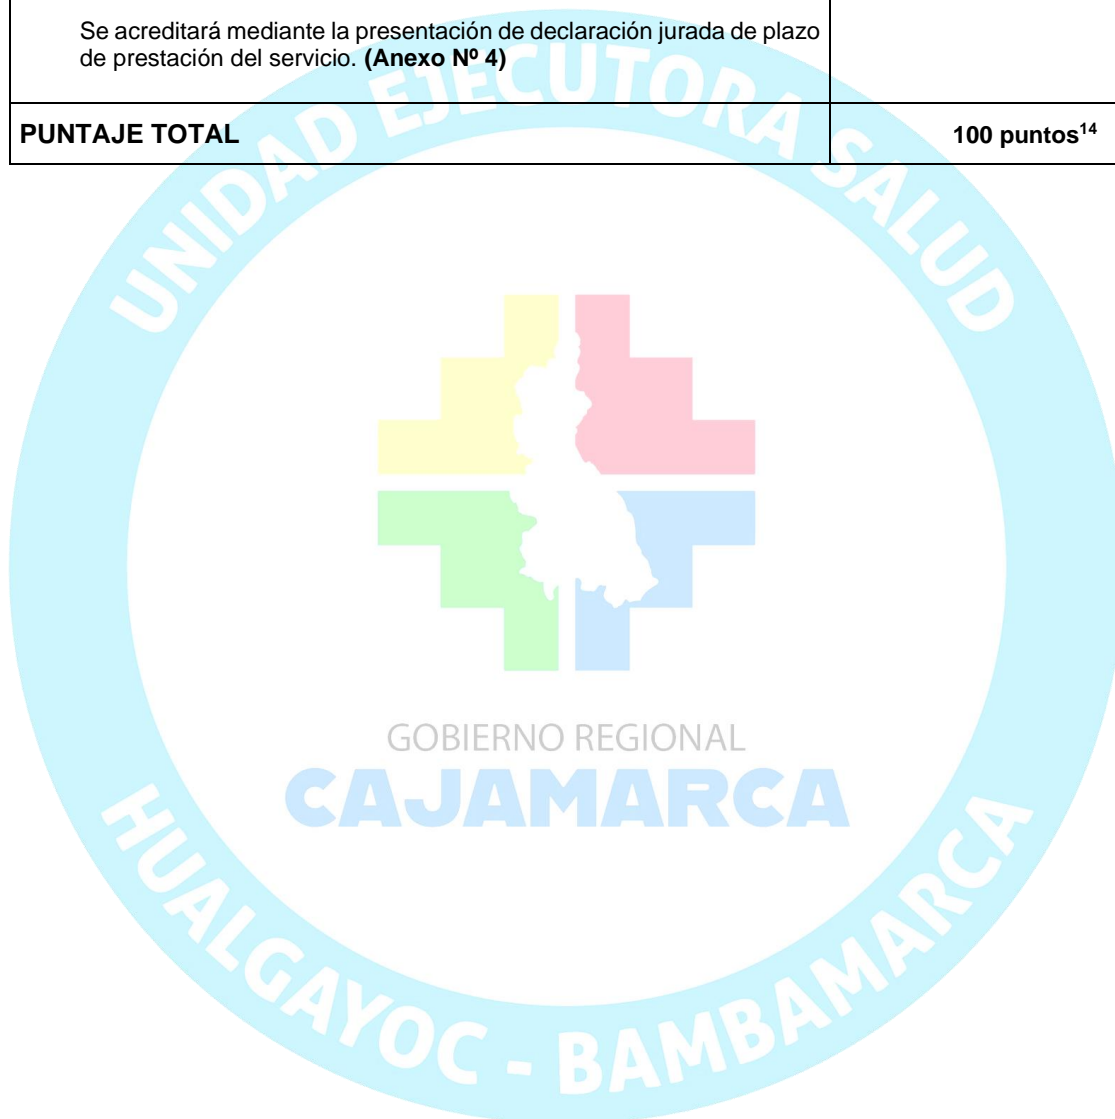 Se acreditará mediante la presentación de declaración jurada de plazo
de prestación del servicio. (Anexo Nº 4)
PUNTAJE TOTAL
100 puntos14
UNIDAD EJECUTORA SALUD
GOBIERNO REGIONAL
CAJAMARCA
HUALGAYOC - BAMBAMARCA